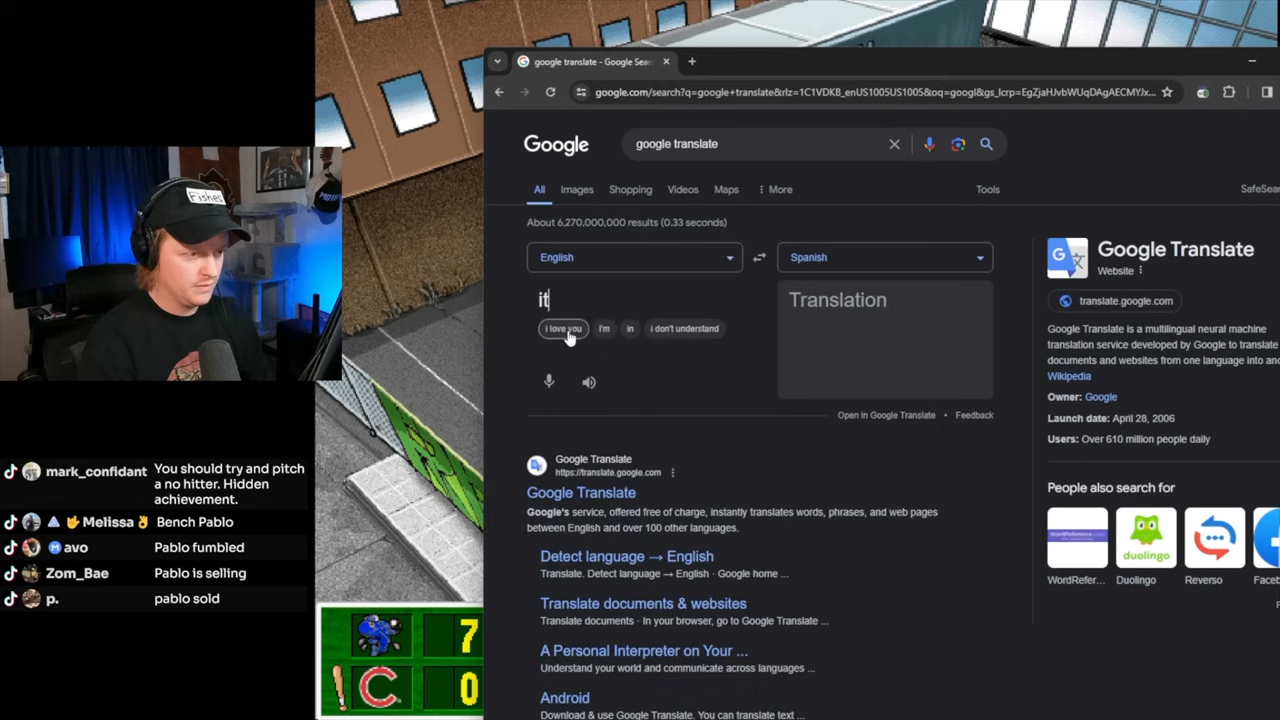 google translate - Google Sear
google.com/search?q=google+translate&rlz=1C1VDKB_enUS1005US1005&oq=googl&gs_lcrp=EgZjaHJvbWUqDAgAECMYJx...
Google
google translate
All Images Shopping Videos Maps More Tools
SafeSear
About 6,270,000,000 results (0.33 seconds)
English
Spanish
it
Translation
i love you i'm in i don't understand
Open in Google Translate • Feedback
Google Translate
https://translate.google.com
Google Translate
Google's service, offered free of charge, instantly translates words, phrases, and web pages
between English and over 100 other languages.
Detect language → English
Translate. Detect language → English · Google home ...
Translate documents & websites
Translate documents · In your browser, go to Google Translate ...
A Personal Interpreter on Your ...
Understand your world and communicate across languages ...
Android
Download & use Google Translate. You can translate text ...
Google Translate
Website
translate.google.com
Google Translate is a multilingual neural machine
translation service developed by Google to translate
documents and websites from one language into an
Wikipedia
Owner: Google
Launch date: April 28, 2006
Users: Over 610 million people daily
People also search for
WordReference.com
duolingo
WordRefer... Duolingo Reverso Faceb
Fishes
mark_confidant You should try and pitch
a no hitter. Hidden
achievement.
Melissa Bench Pablo
avo Pablo fumbled
Zom_Bae Pablo is selling
p. pablo sold
7
C 0